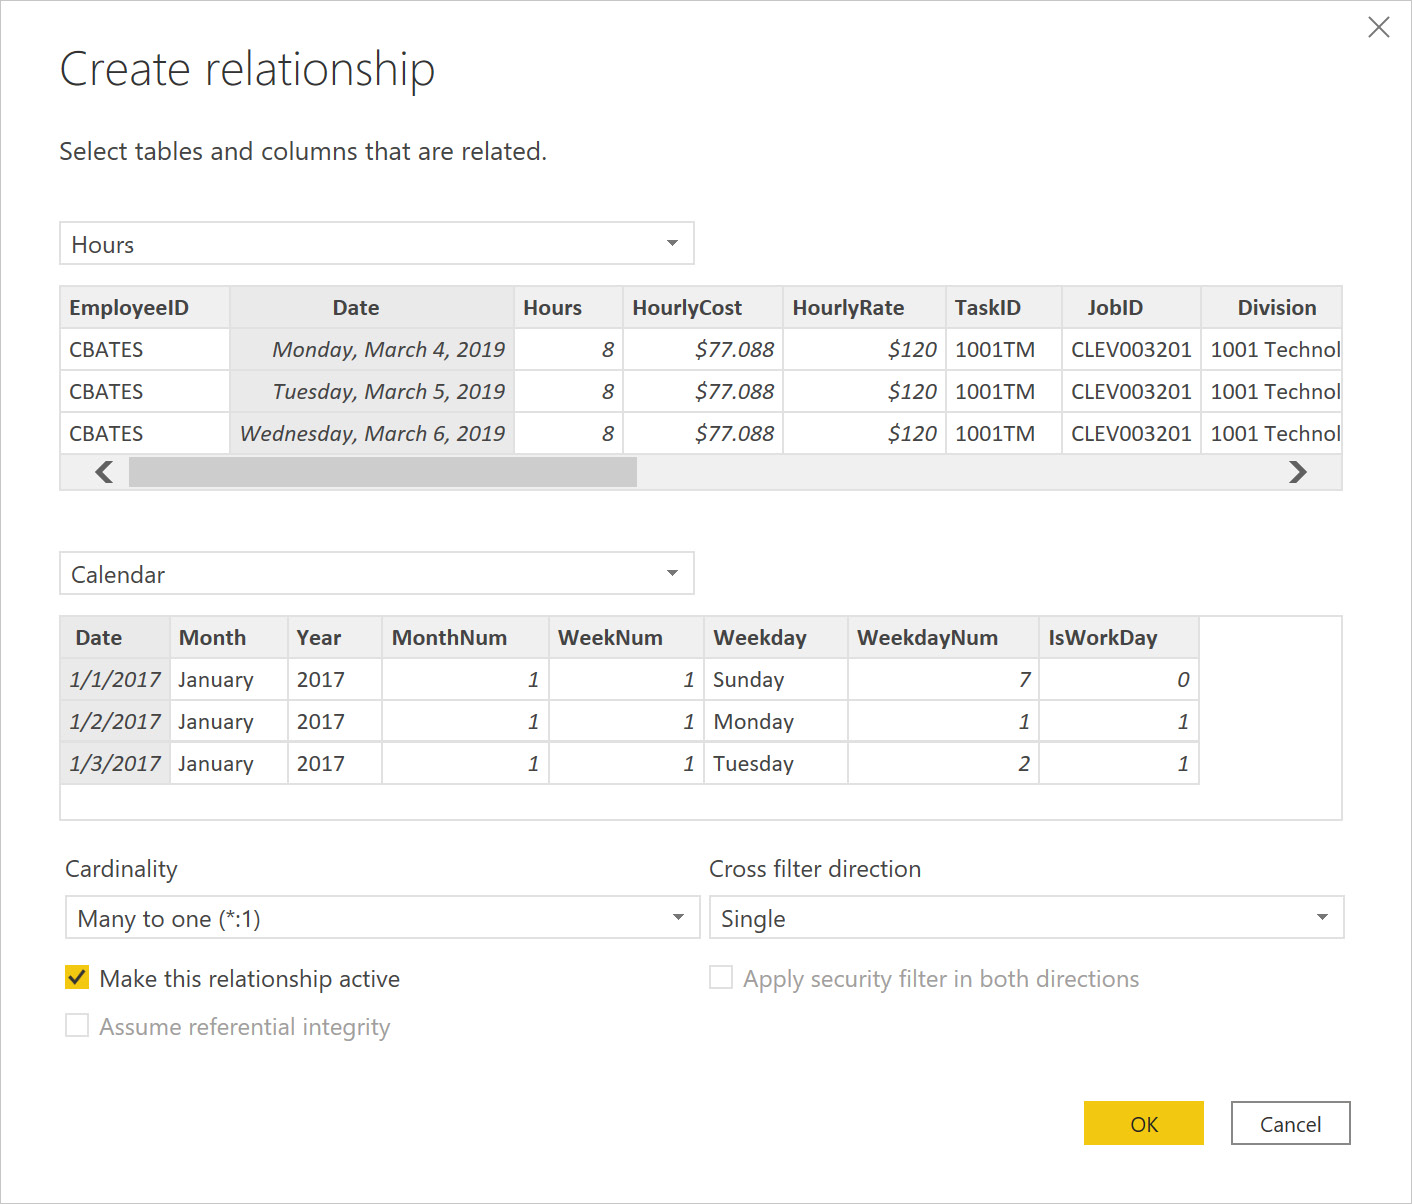 Create relationship
Select tables and columns that are related.
Hours
EmployeeID Date Hours HourlyCost HourlyRate TaskID JobID Division
CBATES Monday, March 4, 2019 8 $77.088 $120 1001TM CLEV003201 1001 Technol
CBATES Tuesday, March 5, 2019 8 $77.088 $120 1001TM CLEV003201 1001 Technol
CBATES Wednesday, March 6, 2019 8 $77.088 $120 1001TM CLEV003201 1001 Technol
Calendar
Date Month Year MonthNum WeekNum Weekday WeekdayNum IsWorkDay
1/1/2017 January 2017 1 1 Sunday 7 0
1/2/2017 January 2017 1 1 Monday 1 1
1/3/2017 January 2017 1 1 Tuesday 2 1
Cardinality Cross filter direction
Many to one (*:1) Single
Make this relationship active Apply security filter in both directions
Assume referential integrity
OK Cancel